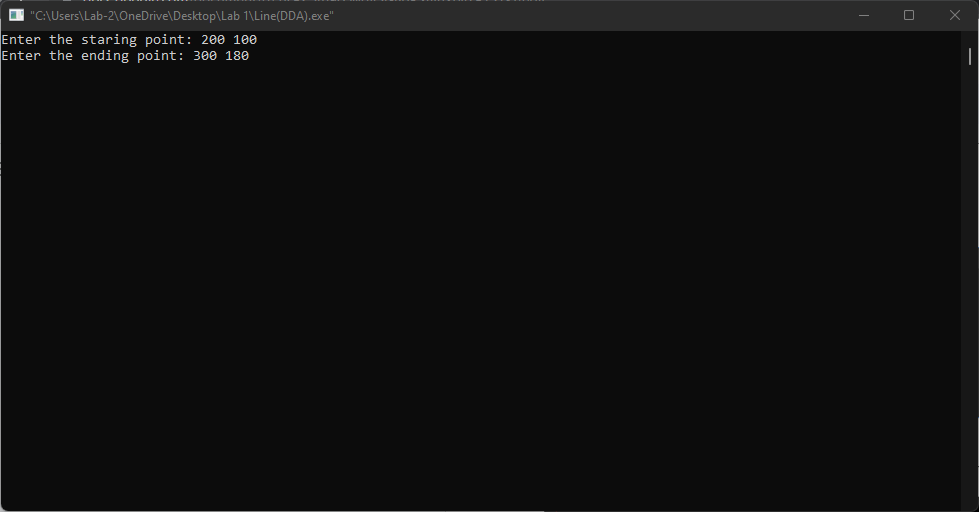 "C:\Users\Lab-2\OneDrive\Desktop\Lab 1\Line(DDA).exe"
Enter the staring point: 200 100
Enter the ending point: 300 180